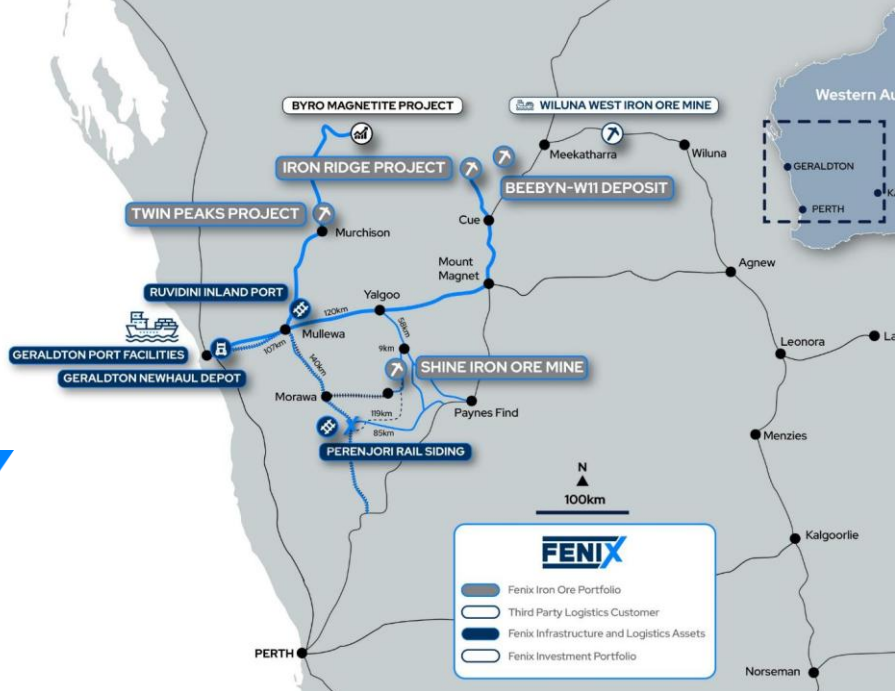 BYRO MAGNETITE PROJECT
WILUNA WEST IRON ORE MINE
Western Au
Meekatharra
Wiluna
IRON RIDGE PROJECT
BEEBYN-W11 DEPOSIT
GERALDTON
PERTH
TWIN PEAKS PROJECT
Cue
Murchison
Mount
Magnet
Agnew
RUVIDINI INLAND PORT
Yalgoo
120km
58km
Mullewa
107km
GERALDTON PORT FACILITIES
9km
Leonora
La
140km
SHINE IRON ORE MINE
GERALDTON NEWHAUL DEPOT
Morawa
119km
Paynes Find
85km
Menzies
PERENJORI RAIL SIDING
N
100km
Kalgoorlie
FENIX
Fenix Iron Ore Portfolio
Third Party Logistics Customer
Fenix Infrastructure and Logistics Assets
Fenix Investment Portfolio
PERTH
Norseman